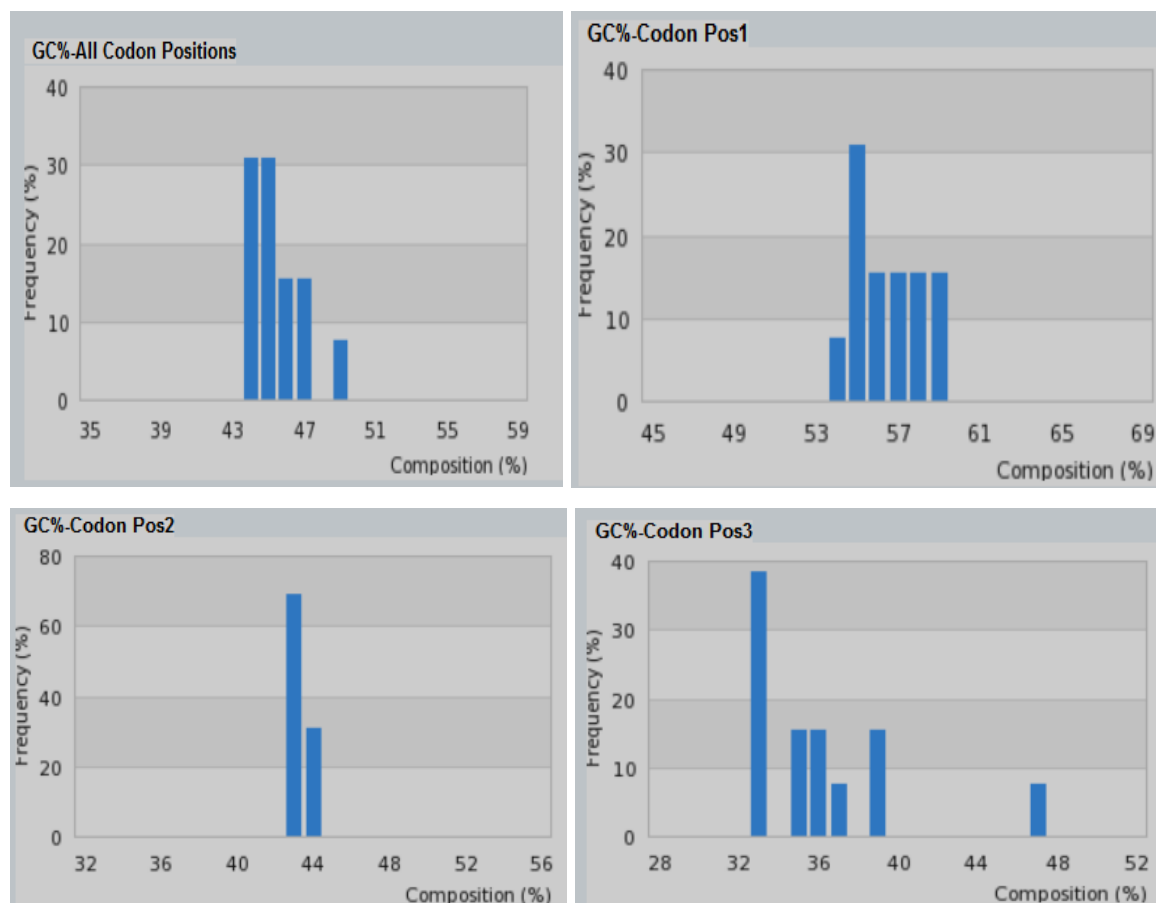 GC%-All Codon Positions
40
30
20
10
0
Frequency (%)
35 39 43 47 51 55 59
Composition (%)
GC%-Codon Pos1
40
30
20
10
0
Frequency (%)
45 49 53 57 61 65 69
Composition (%)
GC%-Codon Pos2
80
60
40
20
0
Frequency (%)
32 36 40 44 48 52 56
Composition (%)
GC%-Codon Pos3
40
30
20
10
0
Frequency (%)
28 32 36 40 44 48 52
Composition (%)